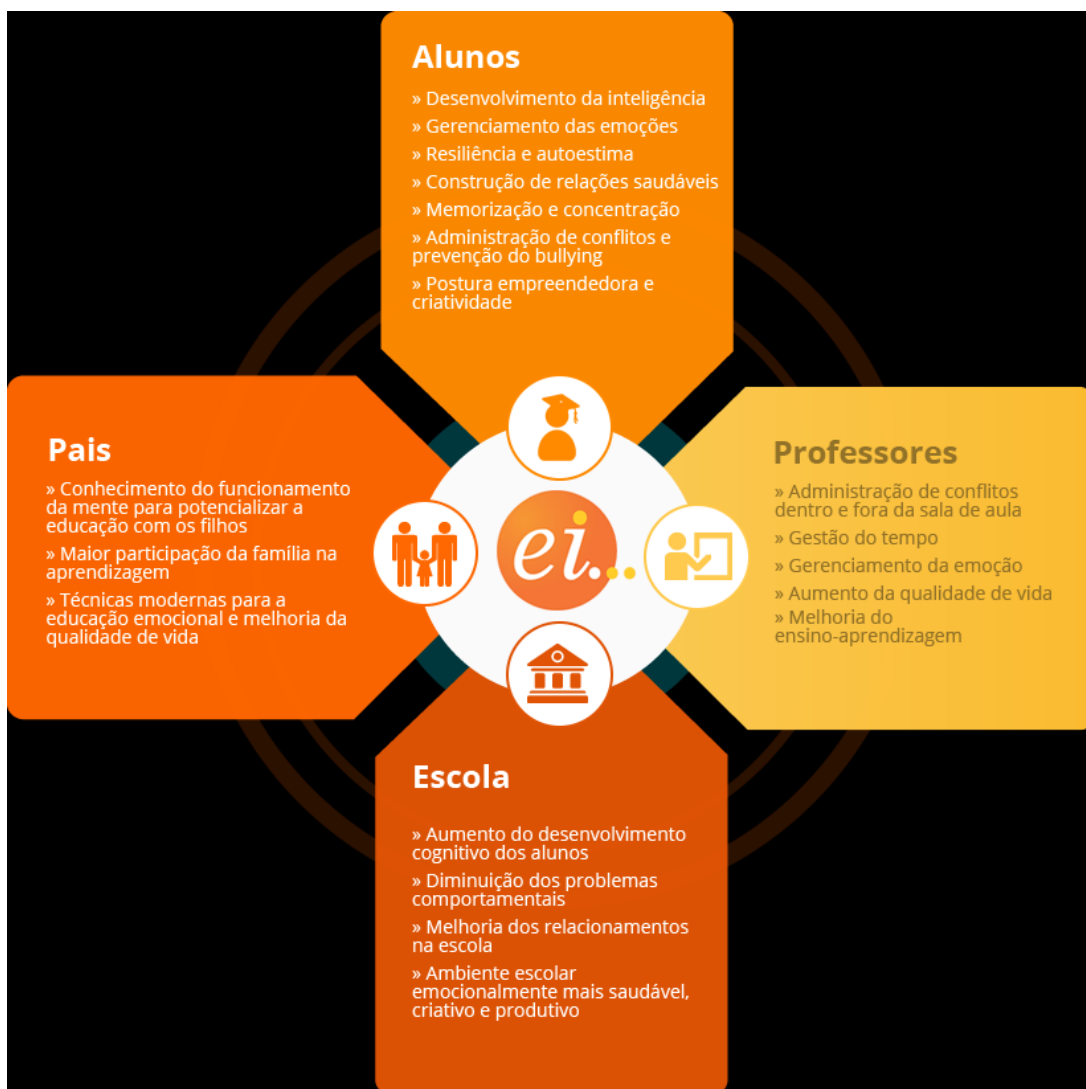 Alunos
» Desenvolvimento da inteligência
» Gerenciamento das emoções
» Resiliência e autoestima
» Construção de relações saudáveis
» Memorização e concentração
» Administração de conflitos e
prevenção do bullying
» Postura empreendedora e
criatividade
Pais
» Conhecimento do funcionamento
da mente para potencializar a
educação com os filhos
» Maior participação da família na
aprendizagem
» Técnicas modernas para a
educação emocional e melhoria da
qualidade de vida
ei...
Professores
» Administração de conflitos
dentro e fora da sala de aula
» Gestão do tempo
» Gerenciamento da emoção
» Aumento da qualidade de vida
» Melhoria do
ensino-aprendizagem
Escola
» Aumento do desenvolvimento
cognitivo dos alunos
» Diminuição dos problemas
comportamentais
» Melhoria dos relacionamentos
na escola
» Ambiente escolar
emocionalmente mais saudável,
criativo e produtivo